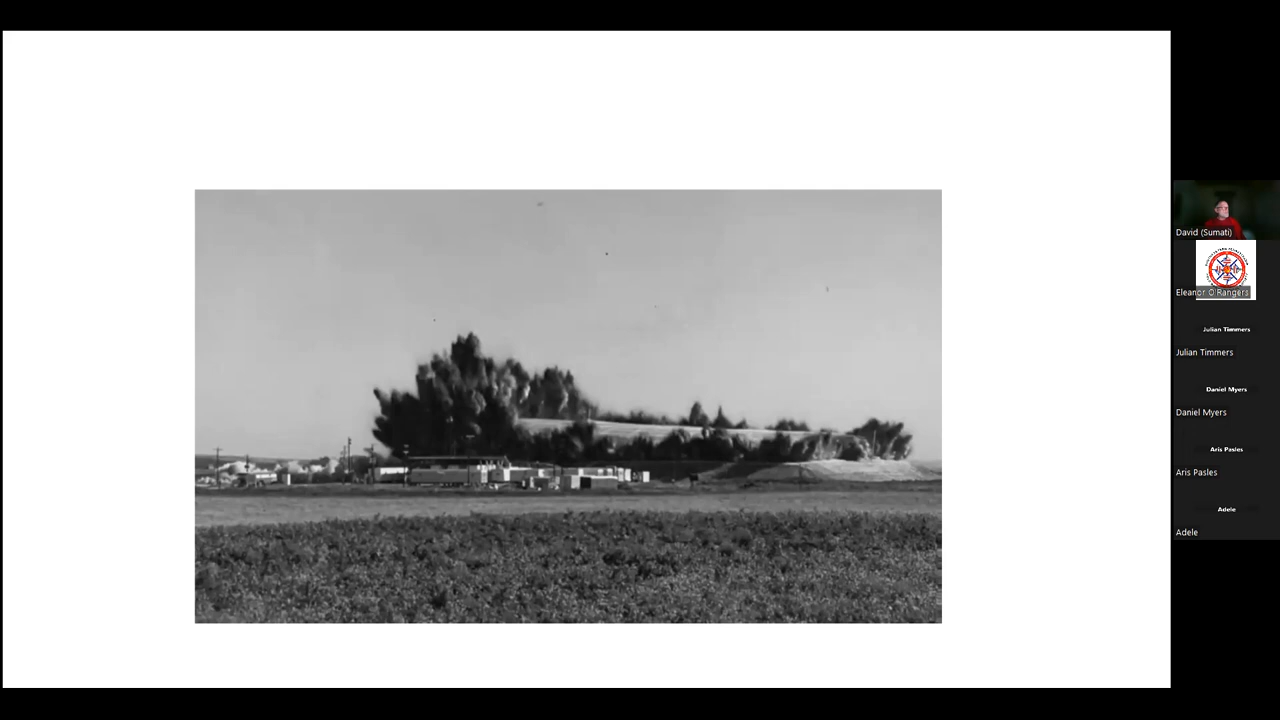 David (Sumati)
Eleanor O'Rangers
Julian Timmers
Julian Timmers
Daniel Myers
Daniel Myers
Aris Pasles
Aris Pasles
Adele
Adele